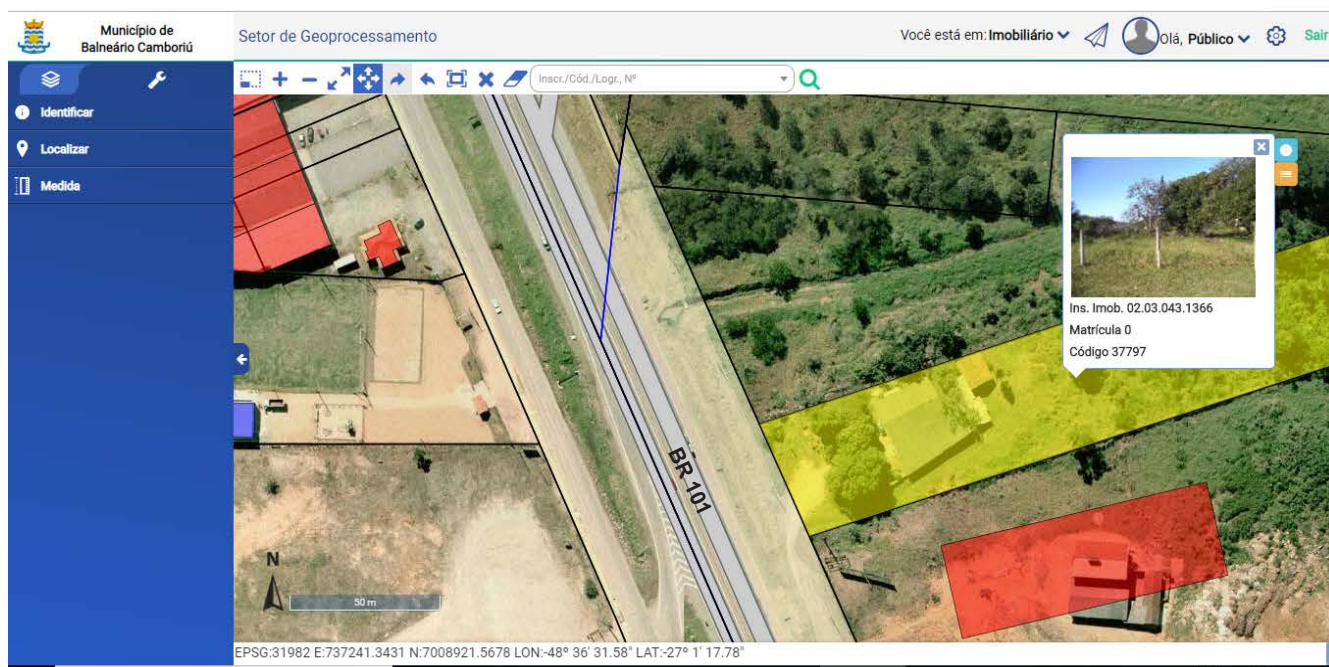 Município de
Balneário Camboriú
Setor de Geoprocessamento
Você está em: Imobiliário
Olá, Público
Sair
Inscr./Cód./Logr., Nº
Identificar
Localizar
Medida
Ins. Imob. 02.03.043.1366
Matrícula 0
Código 37797
BR 101
N
50 m
EPSG:31982 E:737241.3431 N:7008921.5678 LON:-48º 36' 31.58" LAT:-27º 1' 17.78"